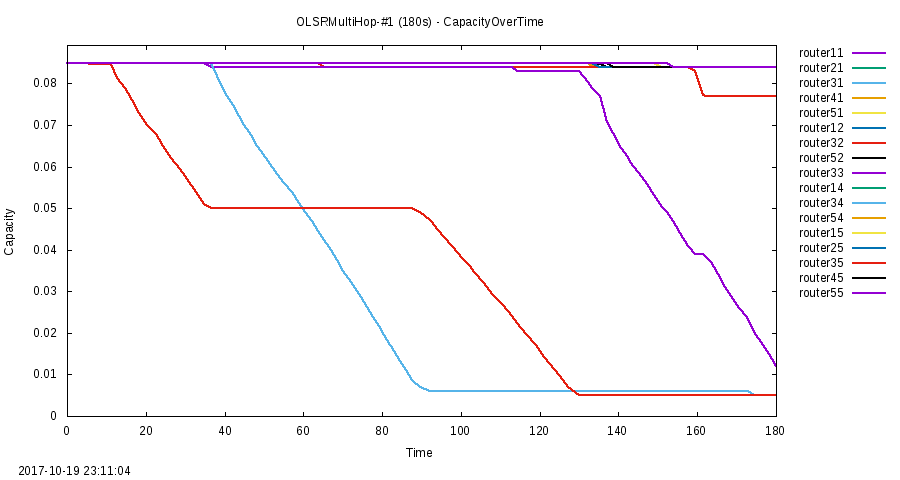 OLSRMultiHop-#1 (180s) - CapacityOverTime
router11
router21
router31
router41
router51
router12
router32
router52
router33
router14
router34
router54
router15
router25
router35
router45
router55
0.08
0.07
0.06
0.05
0.04
0.03
0.02
0.01
0
Capacity
0 20 40 60 80 100 120 140 160 180
Time
2017-10-19 23:11:04